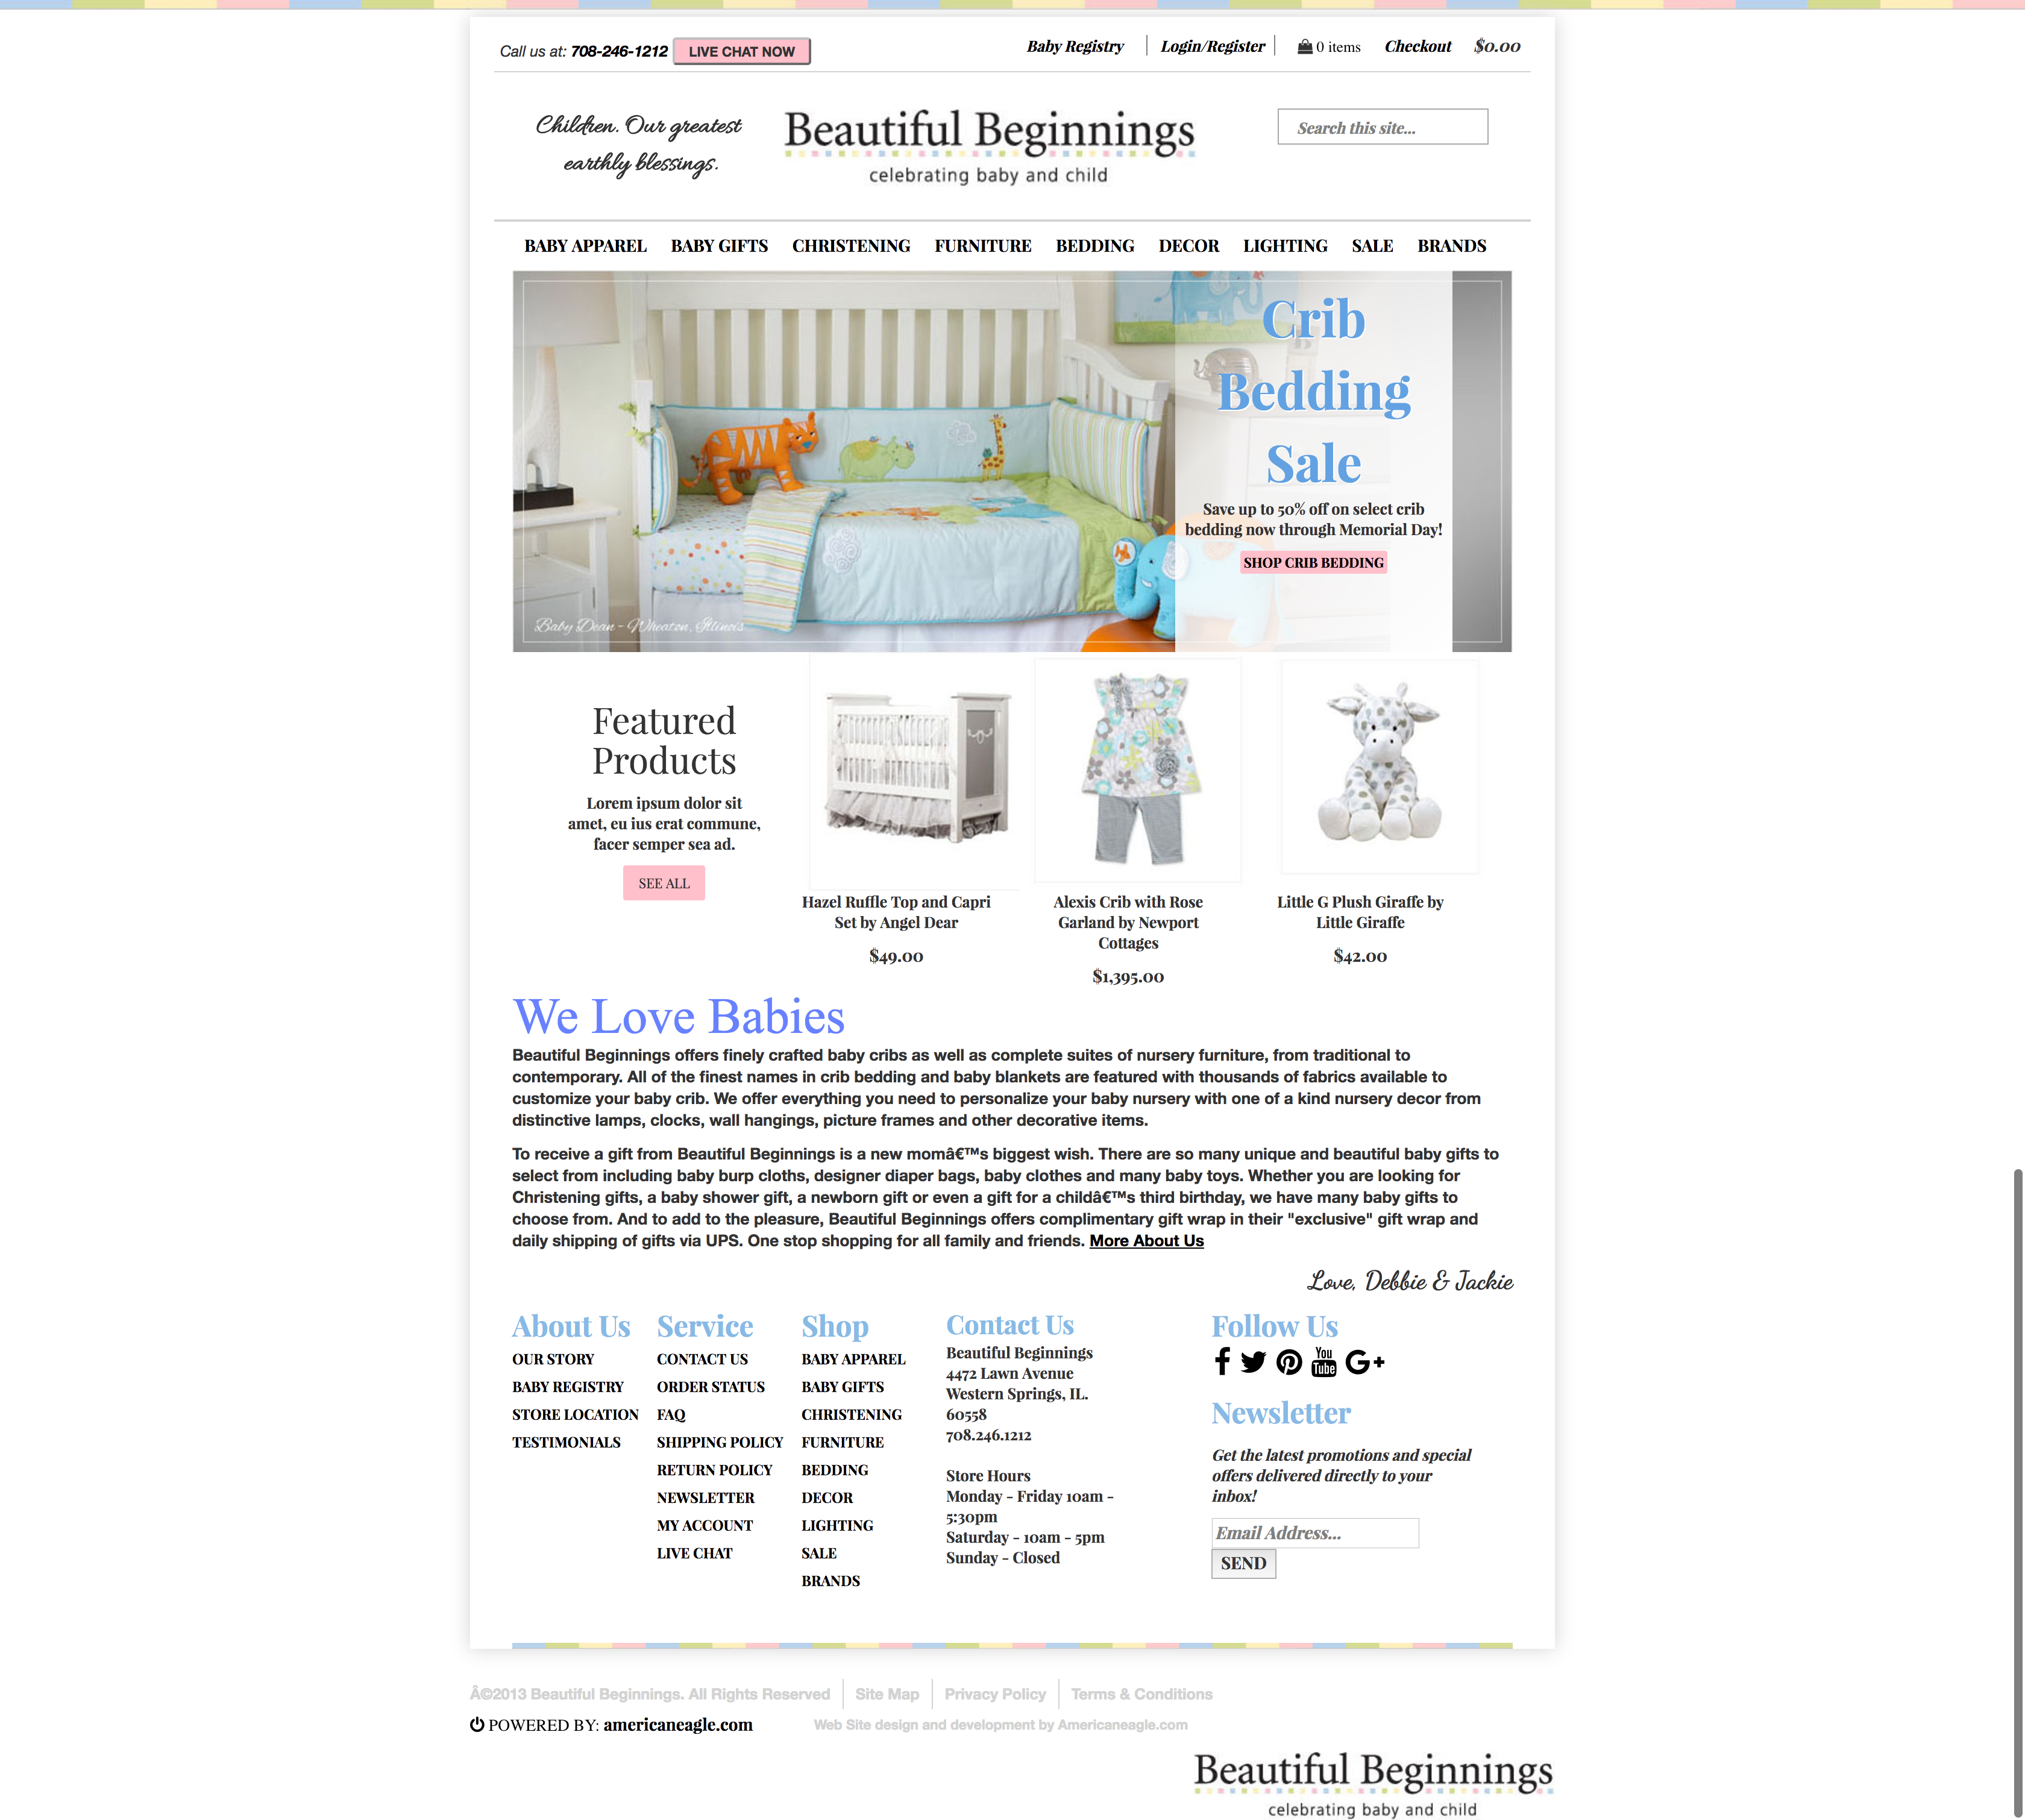 Call us at: 708-246-1212 LIVE CHAT NOW
Baby Registry Login/Register 0 items Checkout $0.00
Children. Our greatest
earthly blessings.
Beautiful Beginnings
celebrating baby and child
Search this site...
BABY APPAREL BABY GIFTS CHRISTENING FURNITURE BEDDING DECOR LIGHTING SALE BRANDS
Crib
Bedding
Sale
Save up to 50% off on select crib
bedding now through Memorial Day!
SHOP CRIB BEDDING
Baby Dean - Wheaton, Illinois
Featured
Products
Lorem ipsum dolor sit
amet, eu ius erat commune,
facer semper sea ad.
SEE ALL
Hazel Ruffle Top and Capri
Set by Angel Dear
$49.00
Alexis Crib with Rose
Garland by Newport
Cottages
$1,395.00
Little G Plush Giraffe by
Little Giraffe
$42.00
We Love Babies
Beautiful Beginnings offers finely crafted baby cribs as well as complete suites of nursery furniture, from traditional to
contemporary. All of the finest names in crib bedding and baby blankets are featured with thousands of fabrics available to
customize your baby crib. We offer everything you need to personalize your baby nursery with one of a kind nursery decor from
distinctive lamps, clocks, wall hangings, picture frames and other decorative items.
To receive a gift from Beautiful Beginnings is a new momâ€™s biggest wish. There are so many unique and beautiful baby gifts to
select from including baby burp cloths, designer diaper bags, baby clothes and many baby toys. Whether you are looking for
Christening gifts, a baby shower gift, a newborn gift or even a gift for a childâ€™s third birthday, we have many baby gifts to
choose from. And to add to the pleasure, Beautiful Beginnings offers complimentary gift wrap in their "exclusive" gift wrap and
daily shipping of gifts via UPS. One stop shopping for all family and friends. More About Us
Love, Debbie & Jackie
About Us
OUR STORY
BABY REGISTRY
STORE LOCATION
TESTIMONIALS
Service
CONTACT US
ORDER STATUS
FAQ
SHIPPING POLICY
RETURN POLICY
NEWSLETTER
MY ACCOUNT
LIVE CHAT
Shop
BABY APPAREL
BABY GIFTS
CHRISTENING
FURNITURE
BEDDING
DECOR
LIGHTING
SALE
BRANDS
Contact Us
Beautiful Beginnings
4472 Lawn Avenue
Western Springs, IL.
60558
708.246.1212
Store Hours
Monday - Friday 10am -
5:30pm
Saturday - 10am - 5pm
Sunday - Closed
Follow Us
You
Tube
G+
Newsletter
Get the latest promotions and special
offers delivered directly to your
inbox!
Email Address...
SEND
Â©2013 Beautiful Beginnings. All Rights Reserved Site Map Privacy Policy Terms & Conditions
POWERED BY: americaneagle.com Web Site design and development by Americaneagle.com
Beautiful Beginnings
celebrating baby and child